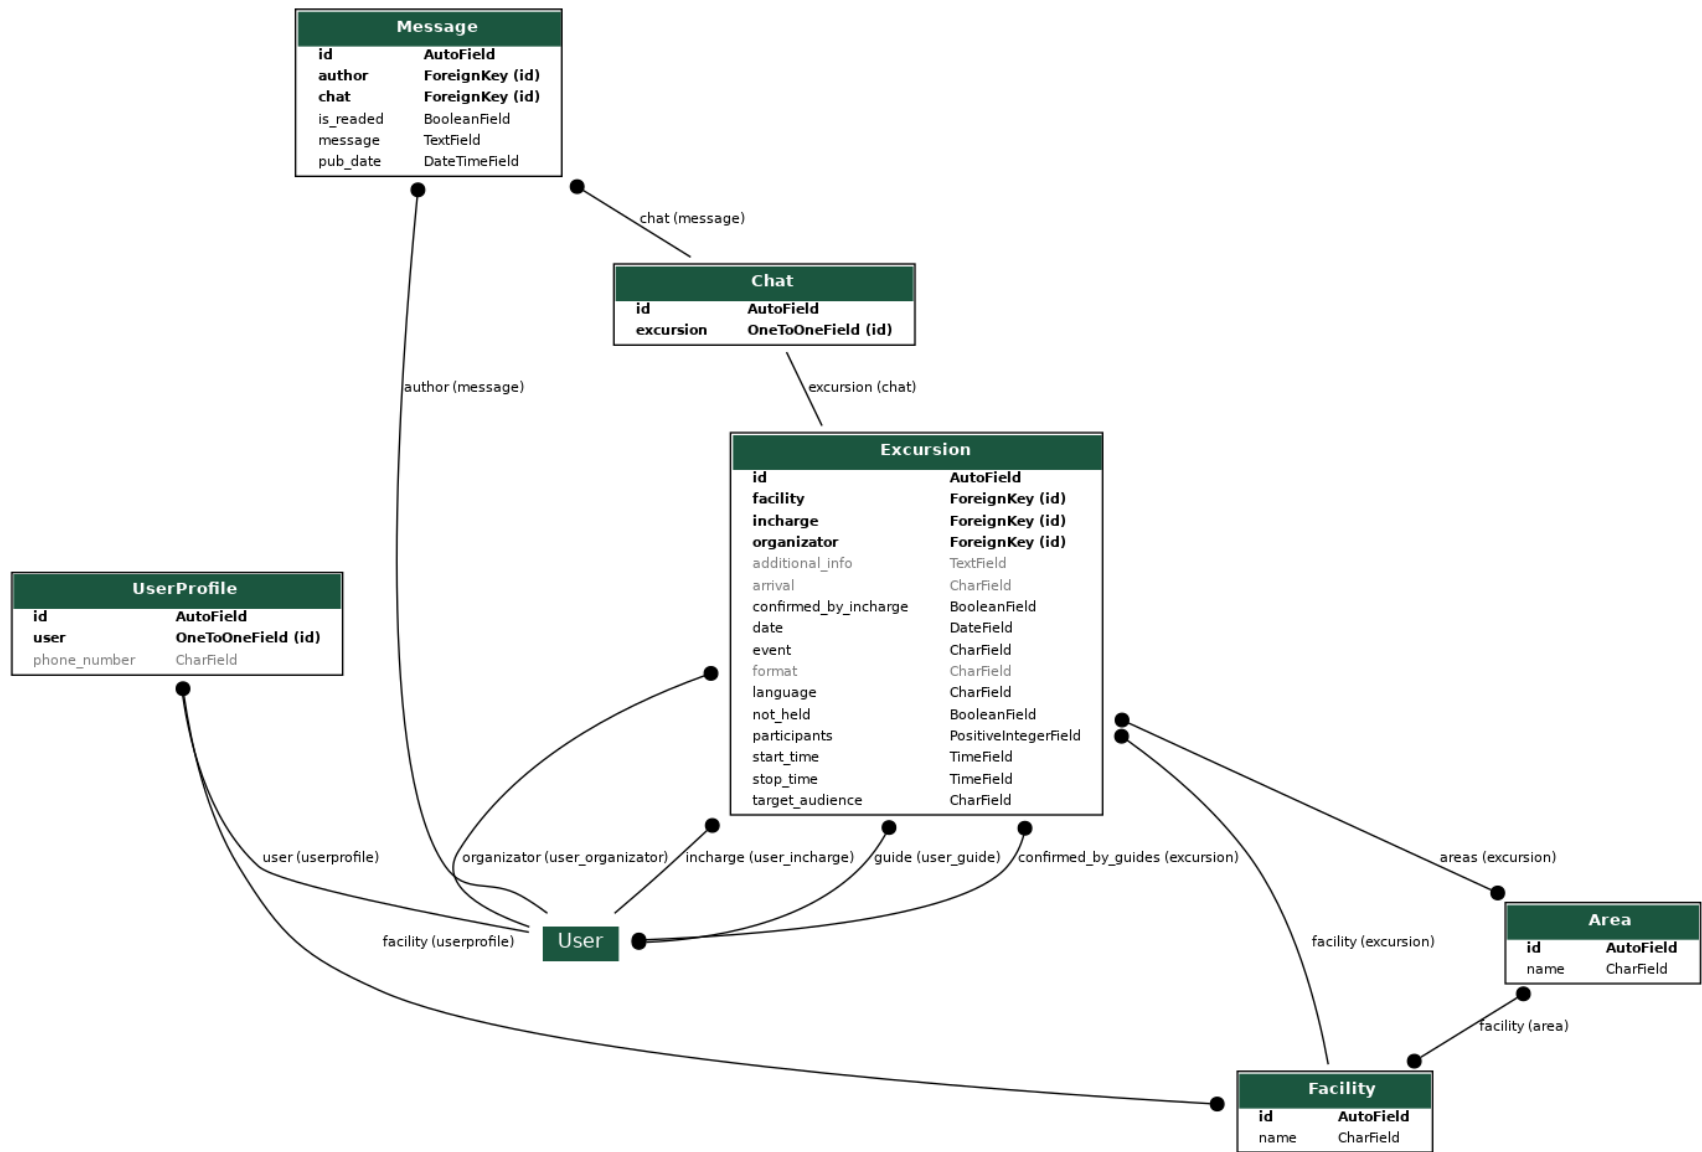 Message
id AutoField
author ForeignKey (id)
chat ForeignKey (id)
is_readed BooleanField
message TextField
pub_date DateTimeField
chat (message)
Chat
id AutoField
excursion OneToOneField (id)
author (message)
excursion (chat)
Excursion
id AutoField
facility ForeignKey (id)
incharge ForeignKey (id)
organizator ForeignKey (id)
additional_info TextField
arrival CharField
confirmed_by_incharge BooleanField
date DateField
event CharField
format CharField
language CharField
not_held BooleanField
participants PositiveIntegerField
start_time TimeField
stop_time TimeField
target_audience CharField
UserProfile
id AutoField
user OneToOneField (id)
phone_number CharField
user (userprofile)
organizator (user_organizator)
incharge (user_incharge)
guide (user_guide)
confirmed_by_guides (excursion)
areas (excursion)
facility (userprofile)
User
facility (excursion)
Area
id AutoField
name CharField
facility (area)
Facility
id AutoField
name CharField